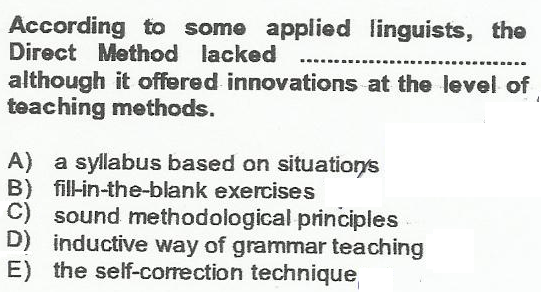 According to some applied linguists, the
Direct Method lacked ..................................
although it offered innovations at the level of
teaching methods.
A) a syllabus based on situations
B) fill-in-the-blank exercises
C) sound methodological principles
D) inductive way of grammar teaching
E) the self-correction technique